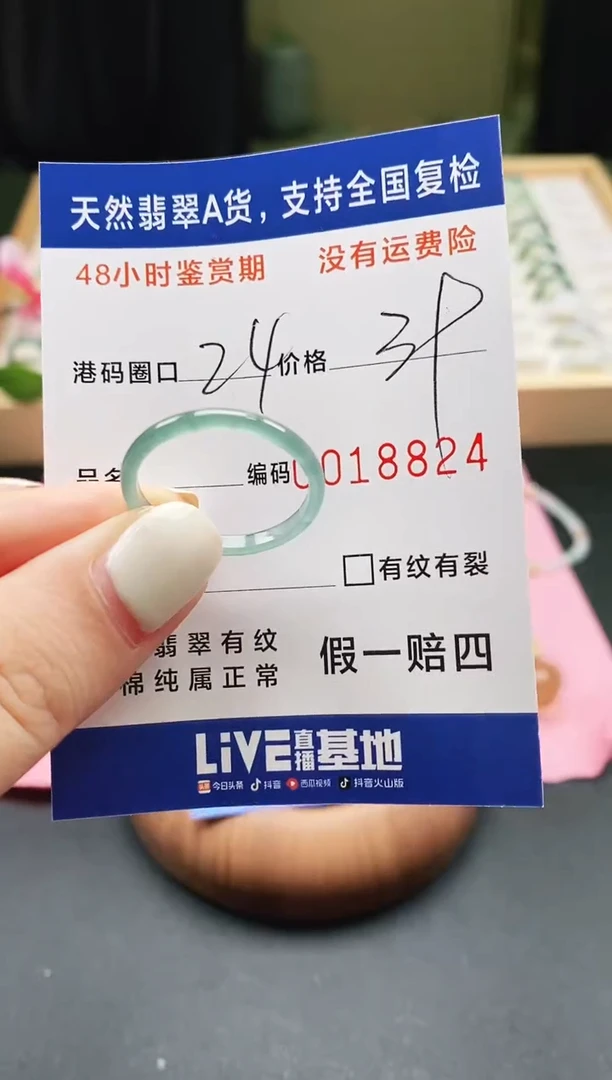 天然翡翠A货，支持全国复检
48小时鉴赏期 没有运费险
港码圈口 24 价格
品名 编码 0018824
□有纹有裂
翡翠有纹 假一赔四
棉纯属正常
LiVE直播基地
今日头条 抖音 西瓜视频 抖音火山版